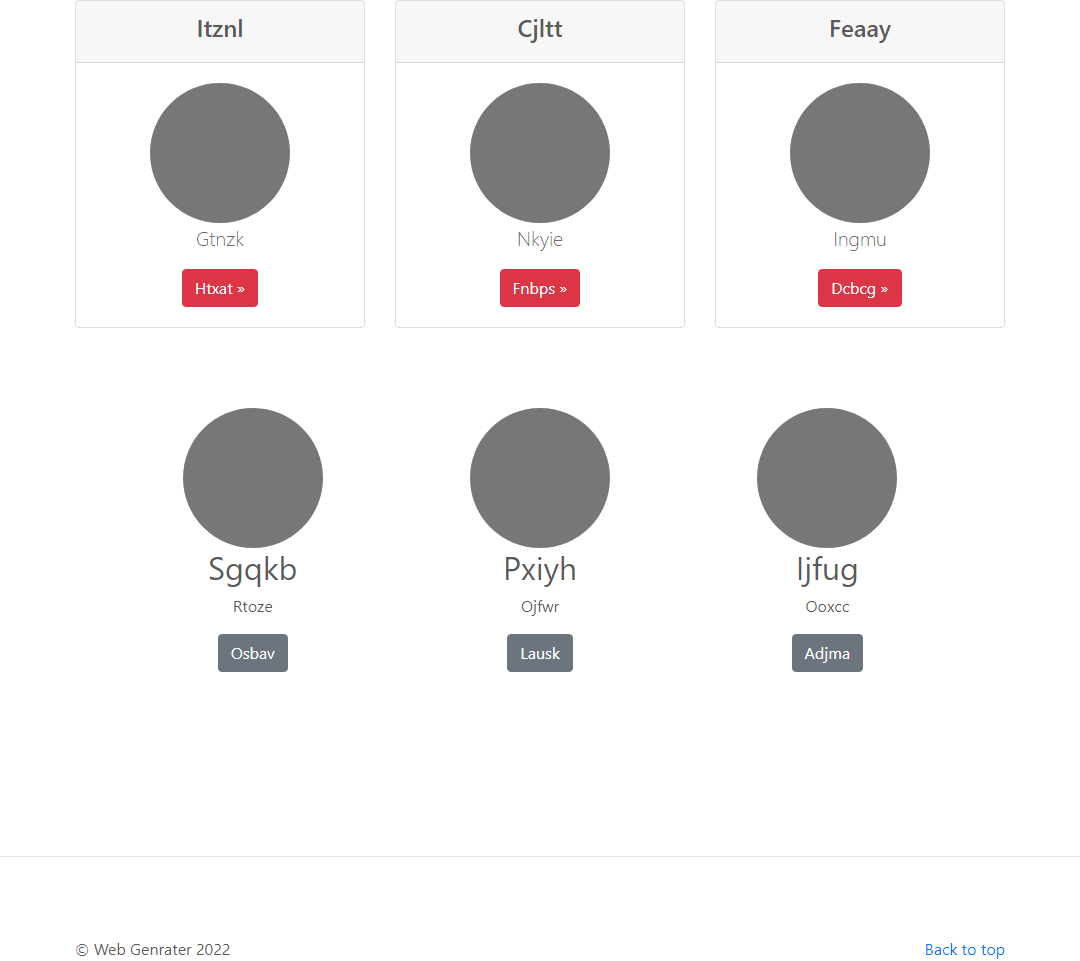 Itznl
Cjltt
Feaay
Gtnzk
Nkyie
Ingmu
Htxat »
Fnbps »
Dcbcg »
Sgqkb
Pxiyh
Ijfug
Rtoze
Ojfwr
Ooxcc
Osbav
Lausk
Adjma
© Web Genrater 2022
Back to top